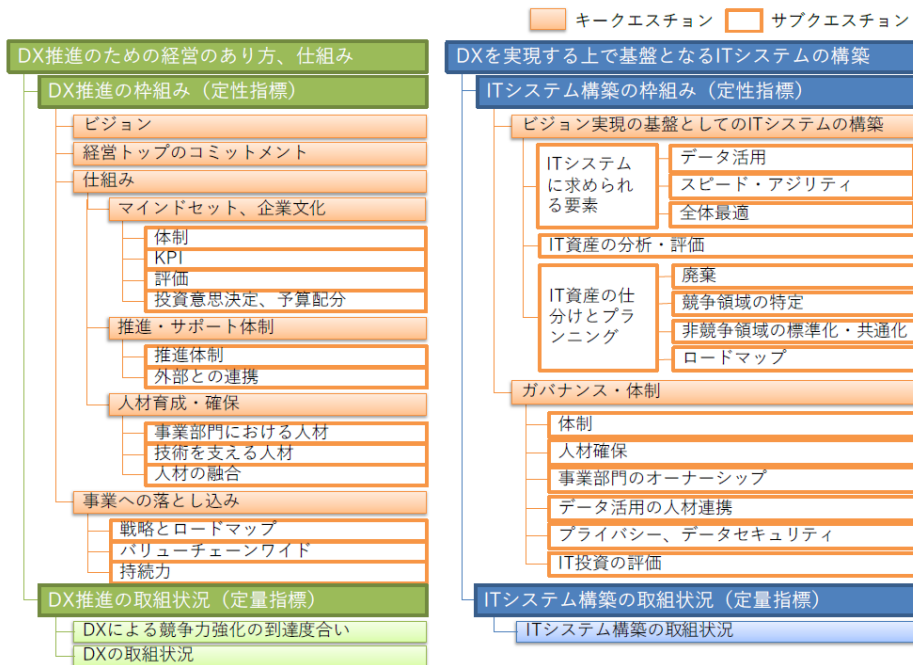 キークエスチョン サブクエスチョン
DX推進のための経営のあり方、仕組み
DX推進の枠組み（定性指標）
ビジョン
経営トップのコミットメント
仕組み
マインドセット、企業文化
体制
KPI
評価
投資意思決定、予算配分
推進・サポート体制
推進体制
外部との連携
人材育成・確保
事業部門における人材
技術を支える人材
人材の融合
事業への落とし込み
戦略とロードマップ
バリューチェーンワイド
持続力
DX推進の取組状況（定量指標）
DXによる競争力強化の到達度合い
DXの取組状況
DXを実現する上で基盤となるITシステムの構築
ITシステム構築の枠組み（定性指標）
ビジョン実現の基盤としてのITシステムの構築
ITシステム
に求められ
る要素
データ活用
スピード・アジリティ
全体最適
IT資産の分析・評価
IT資産の仕
分けとプラ
ンニング
廃棄
競争領域の特定
非競争領域の標準化・共通化
ロードマップ
ガバナンス・体制
体制
人材確保
事業部門のオーナーシップ
データ活用の人材連携
プライバシー、データセキュリティ
IT投資の評価
ITシステム構築の取組状況（定量指標）
ITシステム構築の取組状況